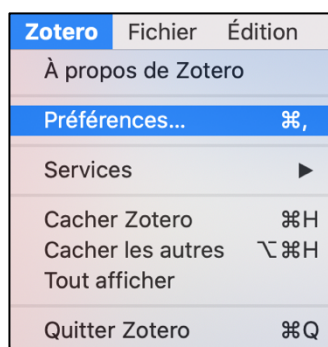 Zotero Fichier Édition
À propos de Zotero
Préférences... ⌘,
Services ▶
Cacher Zotero ⌘H
Cacher les autres ⌥⌘H
Tout afficher
Quitter Zotero ⌘Q